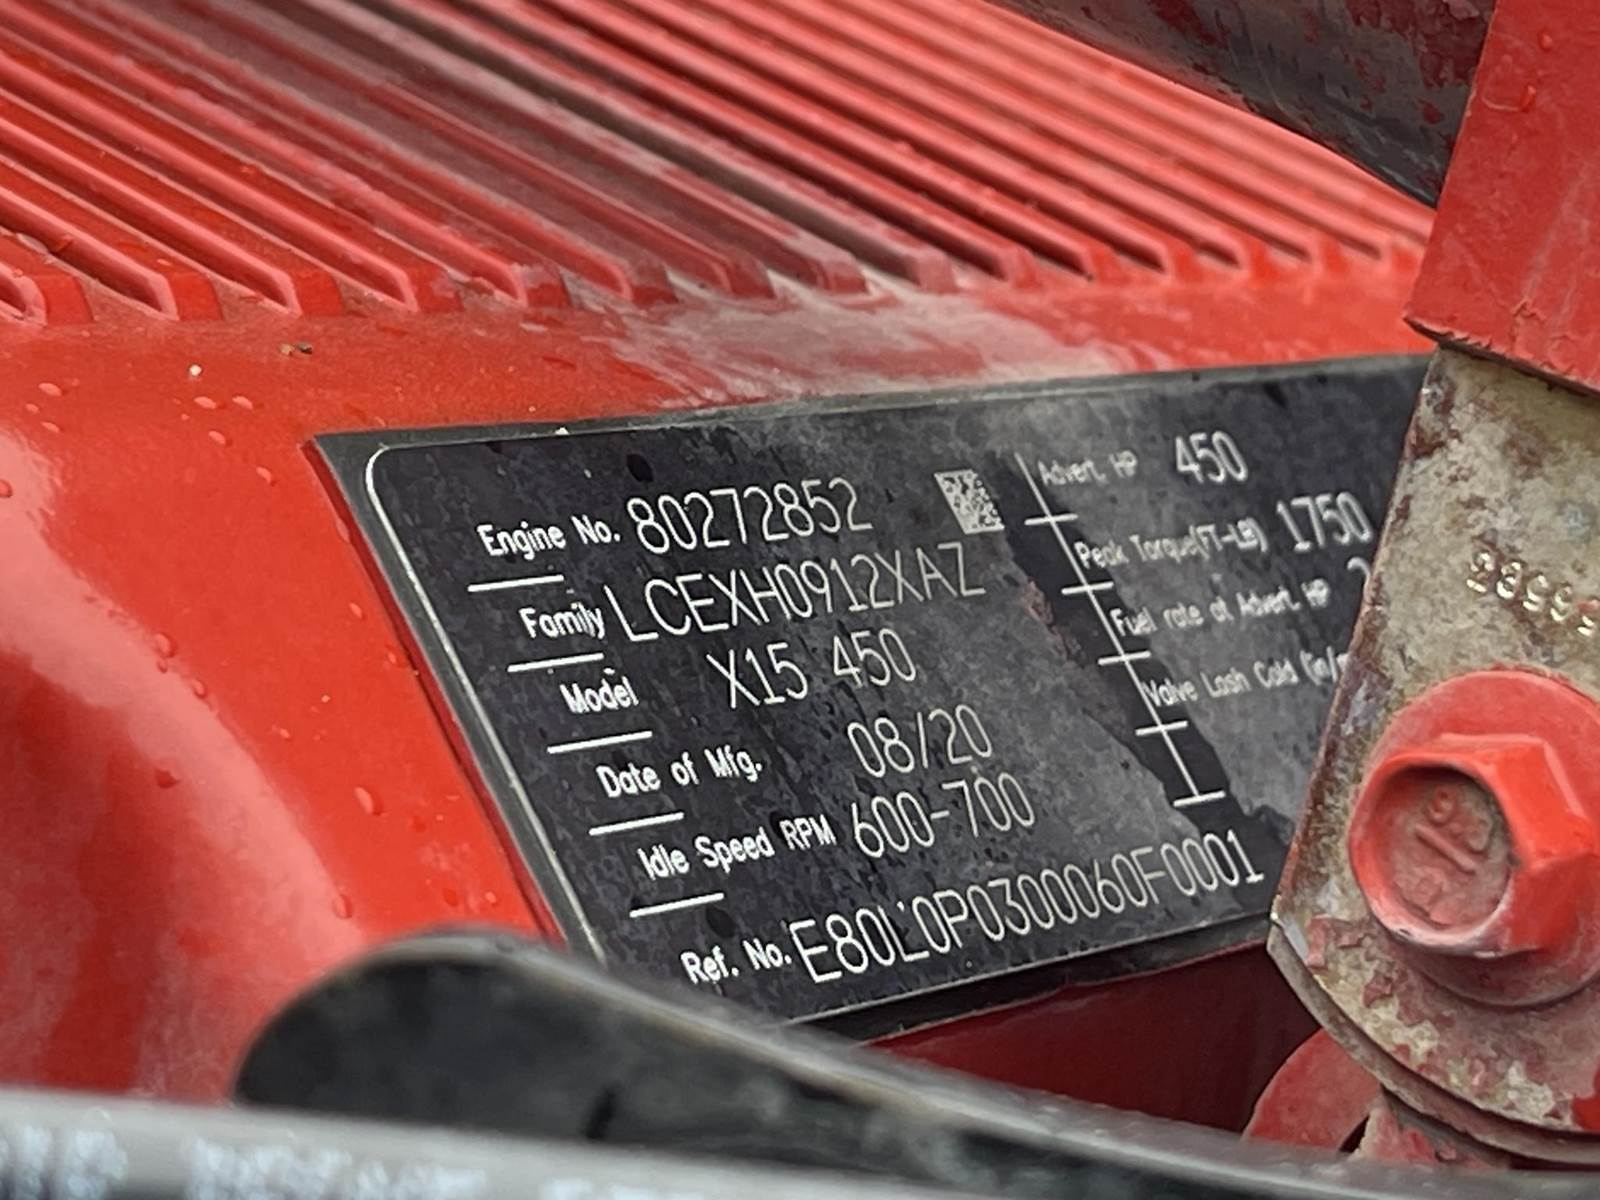 Engine No. 80272852
Family LCEXH0912XAZ
Model X15 450
Date of Mfg. 08/20
Idle Speed RPM 600-700
Ref. No. E80L0P0300060F0001
Advert. HP 450
Peak Torque(FT-LB) 1750
Fuel rate at Advert. HP
Valve Lash Cold